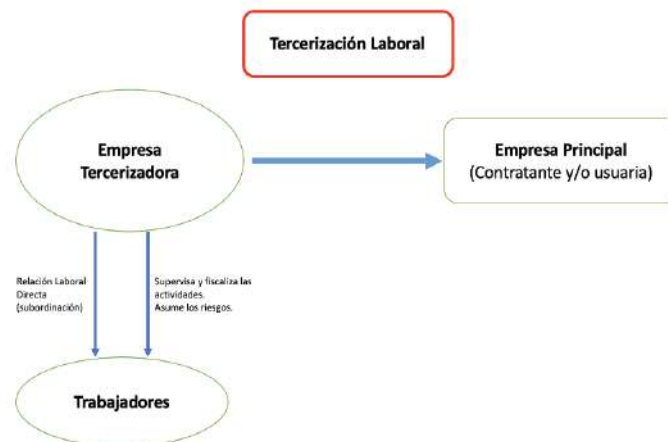 Tercerización Laboral
Empresa
Tercerizadora
Empresa Principal
(Contratante y/o usuaria)
Relación Laboral
Directa
(subordinación)
Supervisa y fiscaliza las
actividades.
Asume los riesgos.
Trabajadores